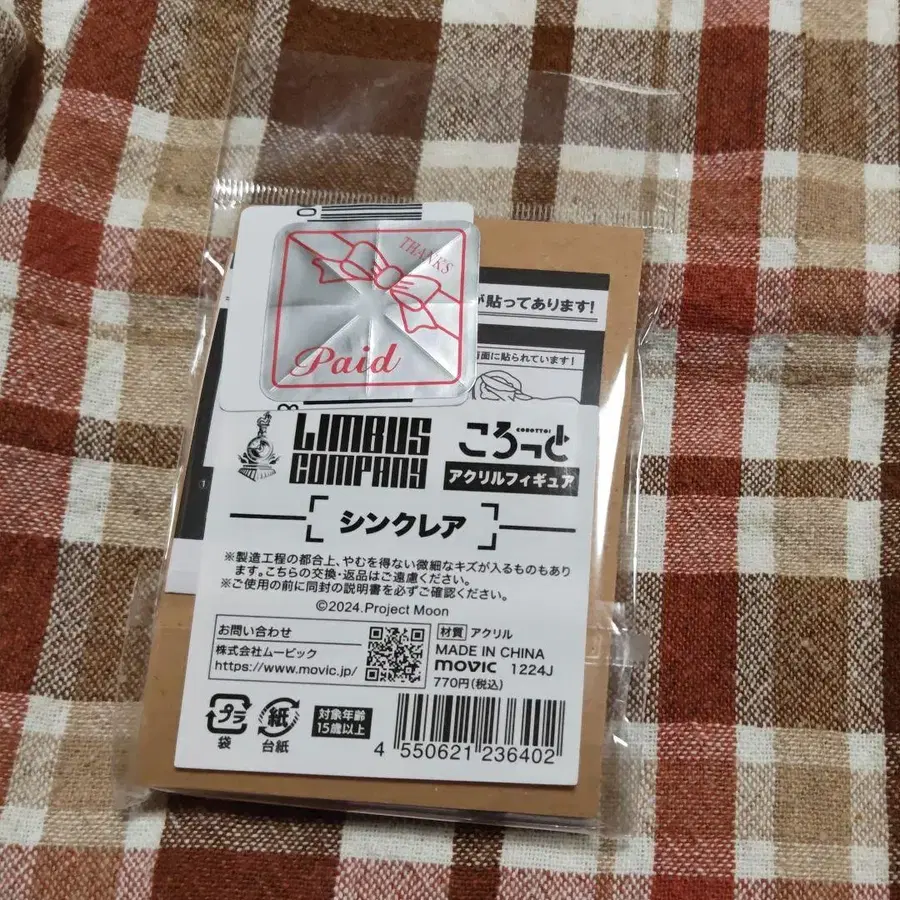 THANKS
Paid
が貼ってあります!
面に貼られています!
LIMBUS COMPANY
COROTTO!
ころっと
アクリルフィギュア
シンクレア
※製造工程の都合上、やむを得ない微細なキズが入るものもあり
ます。こちらの交換・返品はご遠慮ください。
※ご使用の前に同封の説明書を必ずご確認ください。
©2024.Project Moon
お問い合わせ
株式会社ムービック
https://www.movic.jp/
材質 アクリル
MADE IN CHINA
movic 1224J
770円(税込)
プラ
袋
紙
台紙
対象年齢
15歳以上
4 550621 236402